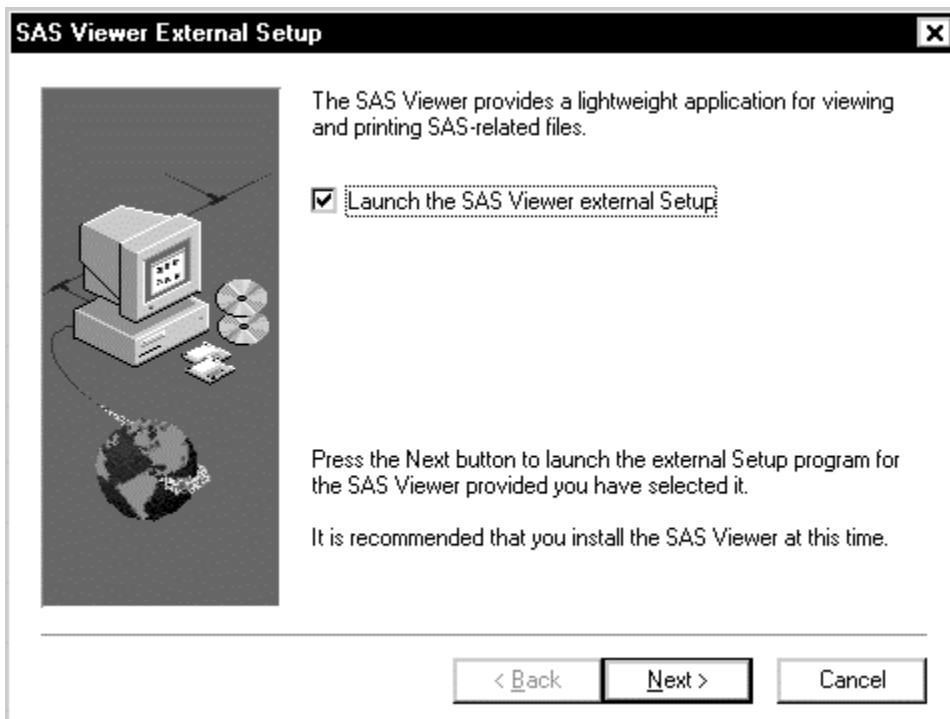 SAS Viewer External Setup
The SAS Viewer provides a lightweight application for viewing
and printing SAS-related files.
Launch the SAS Viewer external Setup
Press the Next button to launch the external Setup program for
the SAS Viewer provided you have selected it.
It is recommended that you install the SAS Viewer at this time.
< Back
Next >
Cancel